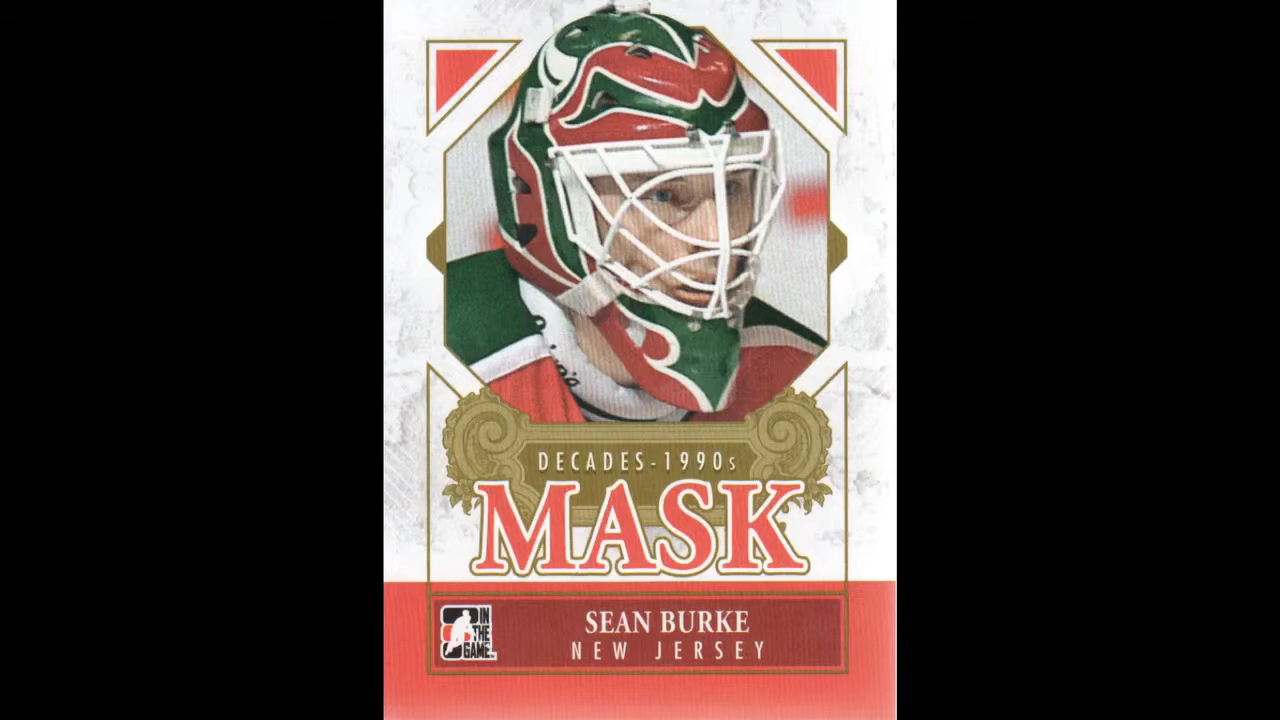 DECADES-1990s
MASK
IN
THE
GAME
SEAN BURKE
NEW JERSEY